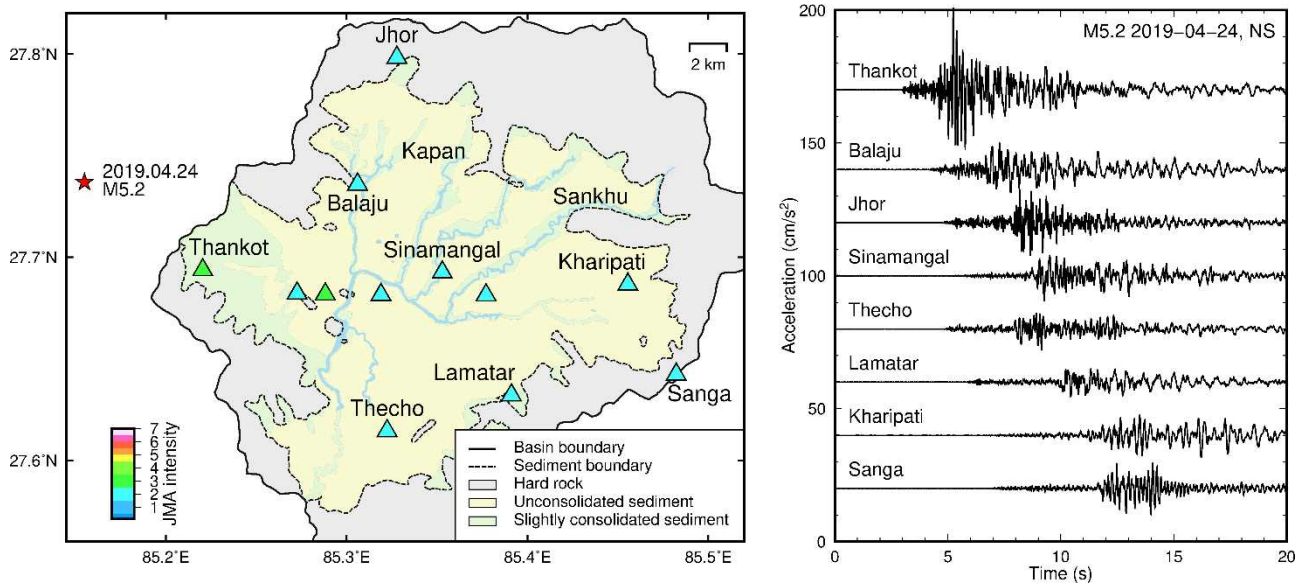 27.8°N
27.7°N
27.6°N
85.2°E
85.3°E
85.4°E
85.5°E
2 km
Jhor
Kapan
2019.04.24
M5.2
Balaju
Sankhu
Thankot
Sinamangal
Kharipati
Lamatar
Sanga
Thecho
7
6
5
4
3
2
1
JMA intensity
Basin boundary
Sediment boundary
Hard rock
Unconsolidated sediment
Slightly consolidated sediment
M5.2 2019−04−24, NS
Thankot
Balaju
Jhor
Sinamangal
Thecho
Lamatar
Kharipati
Sanga
Acceleration (cm/s²)
200
150
100
50
0
0
5
10
15
20
Time (s)